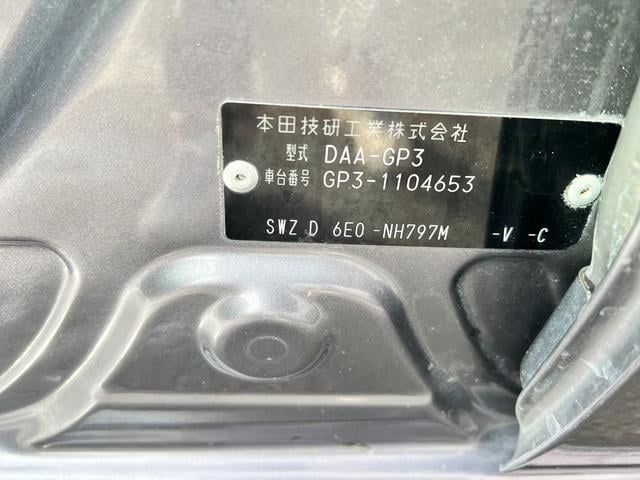 本田技研工業株式会社
型式 DAA-GP3
車台番号 GP3-1104653
SWZ D 6E0 -NH797M -V -C